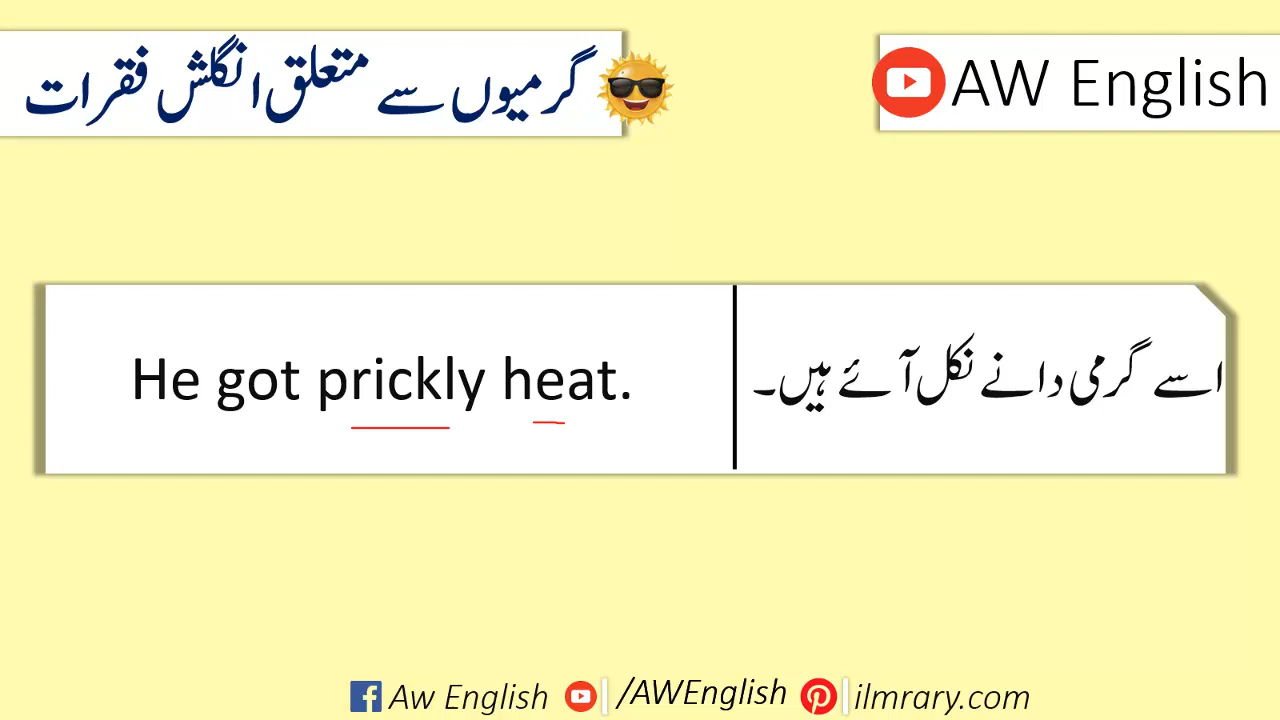 گرمیوں سے متعلق انگلش فقرات
AW English
He got prickly heat.
اسے گرمی دانے نکل آئے ہیں۔
Aw English /AWEnglish ilmrary.com